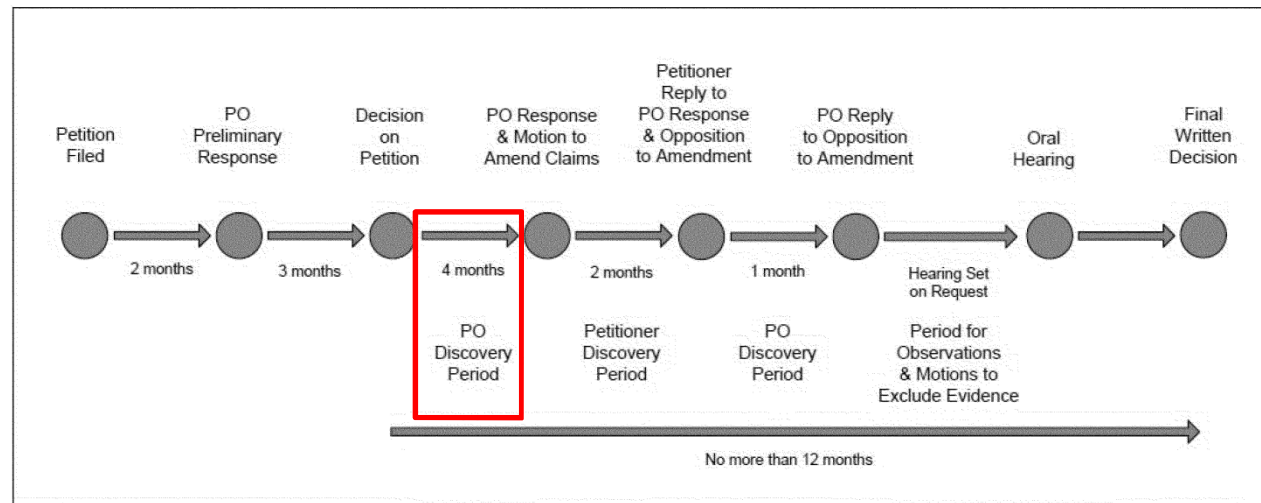 Petition
Filed
PO
Preliminary
Response
Decision
on
Petition
PO Response
& Motion to
Amend Claims
Petitioner
Reply to
PO Response
& Opposition
to Amendment
PO Reply
to Opposition
to Amendment
Oral
Hearing
Final
Written
Decision
2 months
3 months
4 months
2 months
1 month
Hearing Set
on Request
PO
Discovery
Period
Petitioner
Discovery
Period
PO
Discovery
Period
Period for
Observations
& Motions to
Exclude Evidence
No more than 12 months